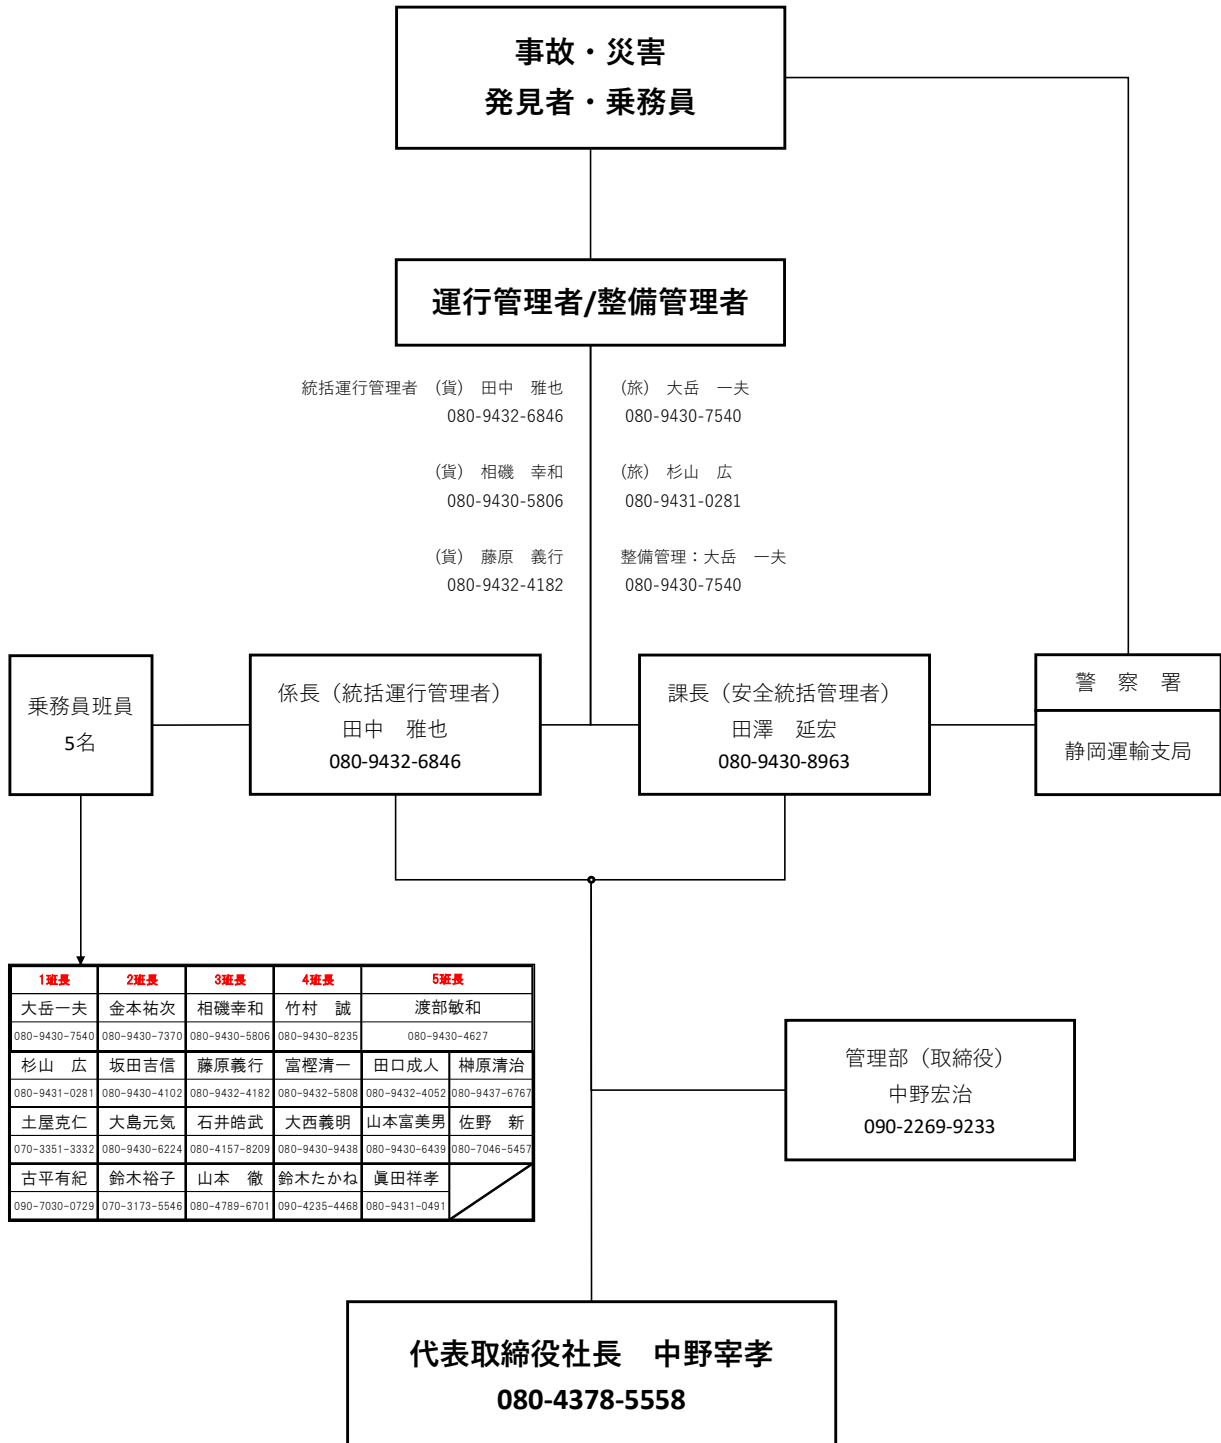 事故・災害
発見者・乗務員
運行管理者/整備管理者
統括運行管理者　(貨)　田中　雅也　(旅)　大岳　一夫
080-9432-6846　080-9430-7540
(貨)　相磯　幸和　(旅)　杉山　広
080-9430-5806　080-9431-0281
(貨)　藤原　義行　整備管理：大岳　一夫
080-9432-4182　080-9430-7540
乗務員班員
5名
係長（統括運行管理者）
田中　雅也
080-9432-6846
課長（安全統括管理者）
田澤　延宏
080-9430-8963
警　察　署
静岡運輸支局
1班長　2班長　3班長　4班長　5班長
大岳一夫　金本祐次　相磯幸和　竹村　誠　渡部敏和
080-9430-7540　080-9430-7370　080-9430-5806　080-9430-8235　080-9430-4627
杉山　広　坂田吉信　藤原義行　富樫清一　田口成人　榊原清治
080-9431-0281　080-9430-4102　080-9432-4182　080-9432-5808　080-9432-4052　080-9437-6767
土屋克仁　大島元気　石井皓武　大西義明　山本富美男　佐野　新
070-3351-3332　080-9430-6224　080-4157-8209　080-9430-9438　080-9430-6439　080-7046-5457
古平有紀　鈴木裕子　山本　徹　鈴木たかね　眞田祥孝
090-7030-0729　070-3173-5546　080-4789-6701　090-4235-4468　080-9431-0491
管理部（取締役）
中野宏治
090-2269-9233
代表取締役社長　中野宰孝
080-4378-5558